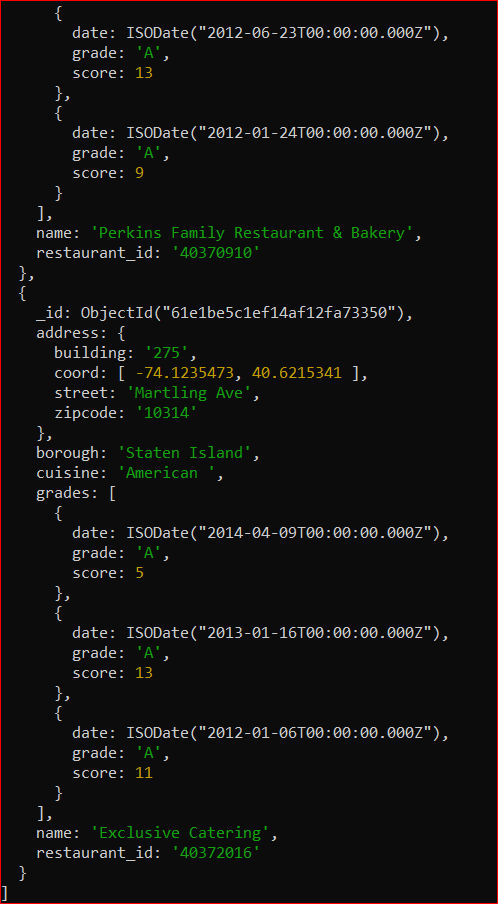 {
        date: ISODate("2012-06-23T00:00:00.000Z"),
        grade: 'A',
        score: 13
      },
      {
        date: ISODate("2012-01-24T00:00:00.000Z"),
        grade: 'A',
        score: 9
      }
    ],
    name: 'Perkins Family Restaurant & Bakery',
    restaurant_id: '40370910'
  },
  {
    _id: ObjectId("61e1be5c1ef14af12fa73350"),
    address: {
      building: '275',
      coord: [ -74.1235473, 40.6215341 ],
      street: 'Martling Ave',
      zipcode: '10314'
    },
    borough: 'Staten Island',
    cuisine: 'American ',
    grades: [
      {
        date: ISODate("2014-04-09T00:00:00.000Z"),
        grade: 'A',
        score: 5
      },
      {
        date: ISODate("2013-01-16T00:00:00.000Z"),
        grade: 'A',
        score: 13
      },
      {
        date: ISODate("2012-01-06T00:00:00.000Z"),
        grade: 'A',
        score: 11
      }
    ],
    name: 'Exclusive Catering',
    restaurant_id: '40372016'
  }
]